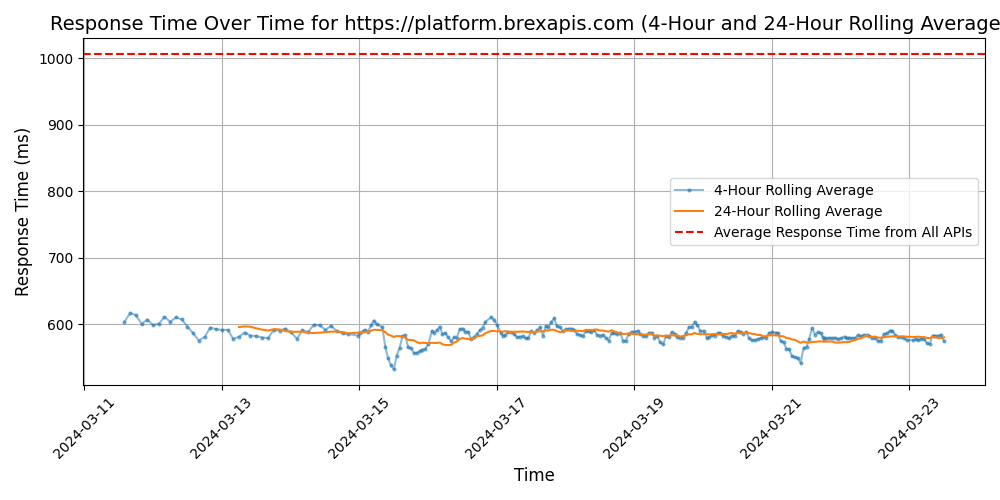 Response Time Over Time for https://platform.brexapis.com (4-Hour and 24-Hour Rolling Average
Response Time (ms)
1000
900
800
700
600
4-Hour Rolling Average
24-Hour Rolling Average
Average Response Time from All APIs
2024-03-11
2024-03-13
2024-03-15
2024-03-17
2024-03-19
2024-03-21
2024-03-23
Time